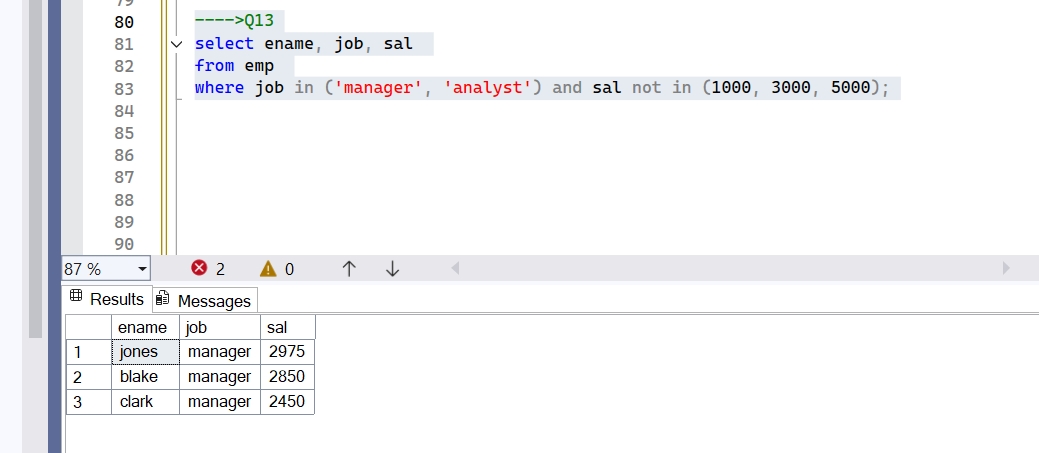 79
80 ---->Q13
81 select ename, job, sal
82 from emp
83 where job in ('manager', 'analyst') and sal not in (1000, 3000, 5000);
84
85
86
87
88
89
90
87 % 2 0
Results Messages
ename job sal
1 jones manager 2975
2 blake manager 2850
3 clark manager 2450